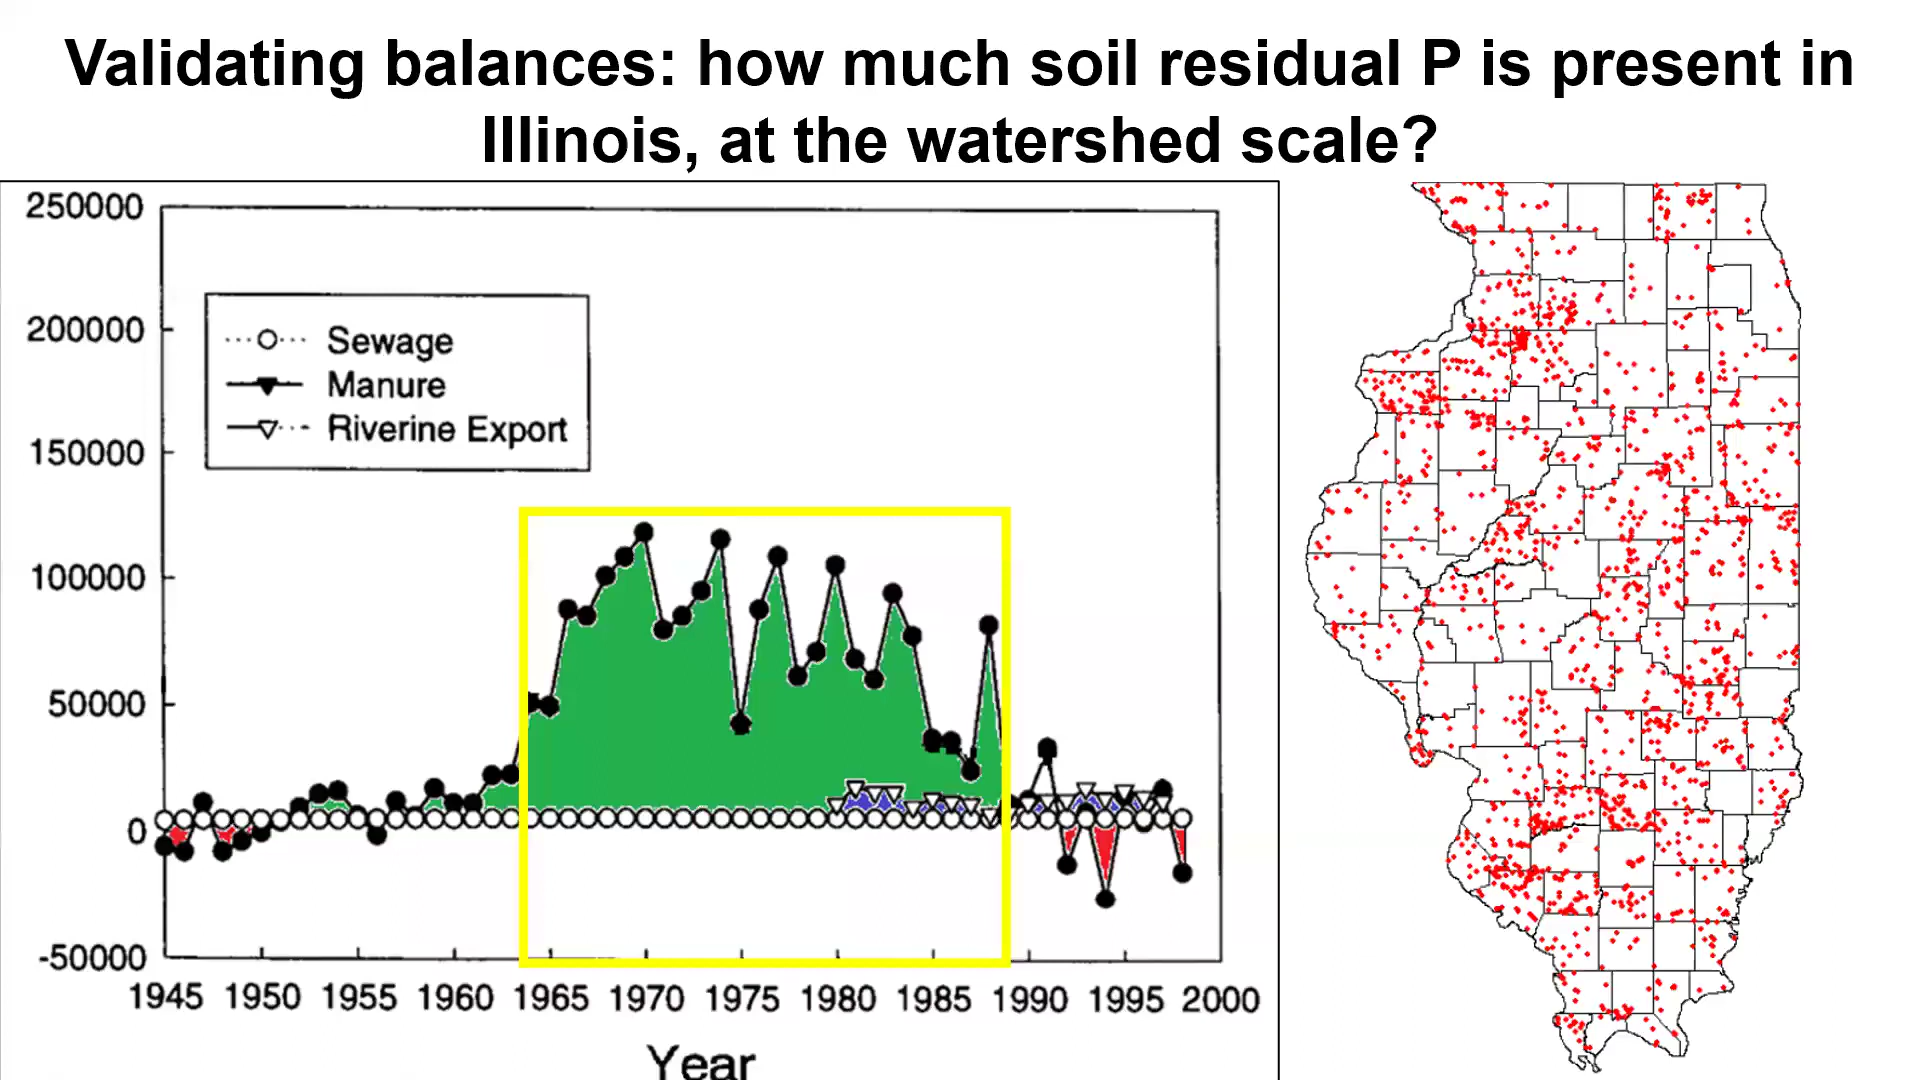 Validating balances: how much soil residual P is present in
Illinois, at the watershed scale?
250000
200000
150000
100000
50000
0
-50000
Sewage
Manure
Riverine Export
1945 1950 1955 1960 1965 1970 1975 1980 1985 1990 1995 2000
Year